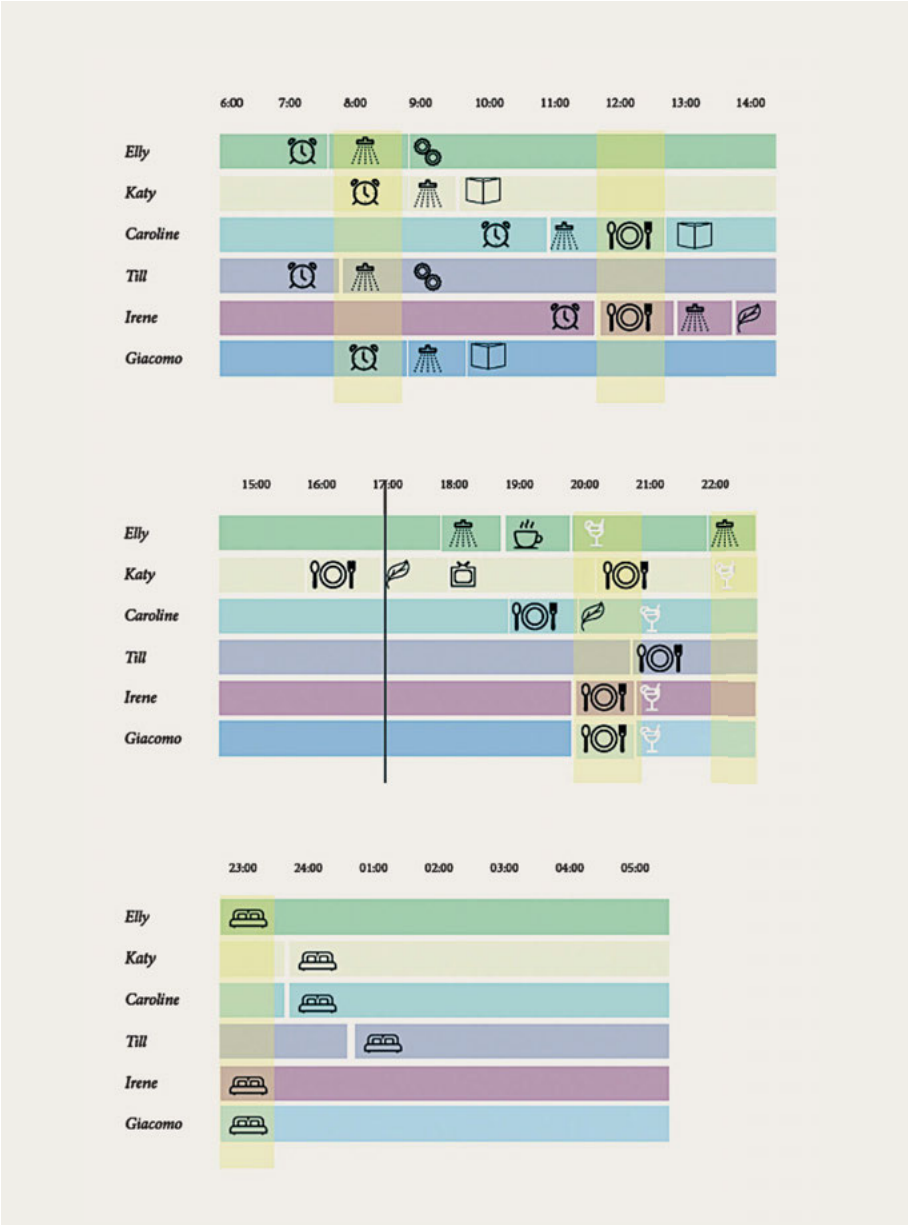 6:00 7:00 8:00 9:00 10:00 11:00 12:00 13:00 14:00
Elly
Katy
Caroline
Till
Irene
Giacomo
15:00 16:00 17:00 18:00 19:00 20:00 21:00 22:00
Elly
Katy
Caroline
Till
Irene
Giacomo
23:00 24:00 01:00 02:00 03:00 04:00 05:00
Elly
Katy
Caroline
Till
Irene
Giacomo